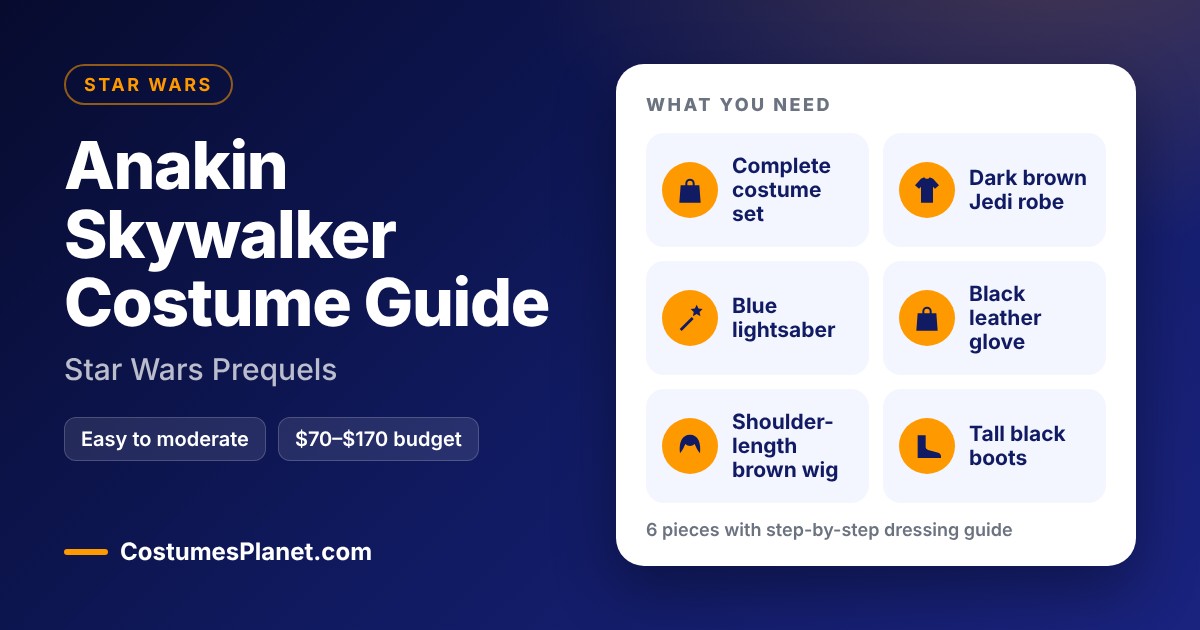 STAR WARS
Anakin
Skywalker
Costume Guide
Star Wars Prequels
Easy to moderate
$70–$170 budget
CostumesPlanet.com
WHAT YOU NEED
Complete
costume
set
Dark brown
Jedi robe
Blue
lightsaber
Black
leather
glove
Shoulder-
length
brown wig
Tall black
boots
6 pieces with step-by-step dressing guide